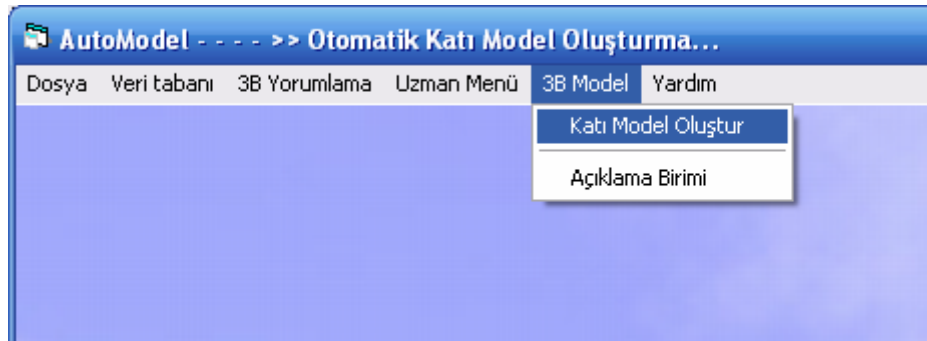 AutoModel - - - - >> Otomatik Katı Model Oluşturma...
Dosya Veri tabanı 3B Yorumlama Uzman Menü 3B Model Yardım
Katı Model Oluştur
Açıklama Birimi